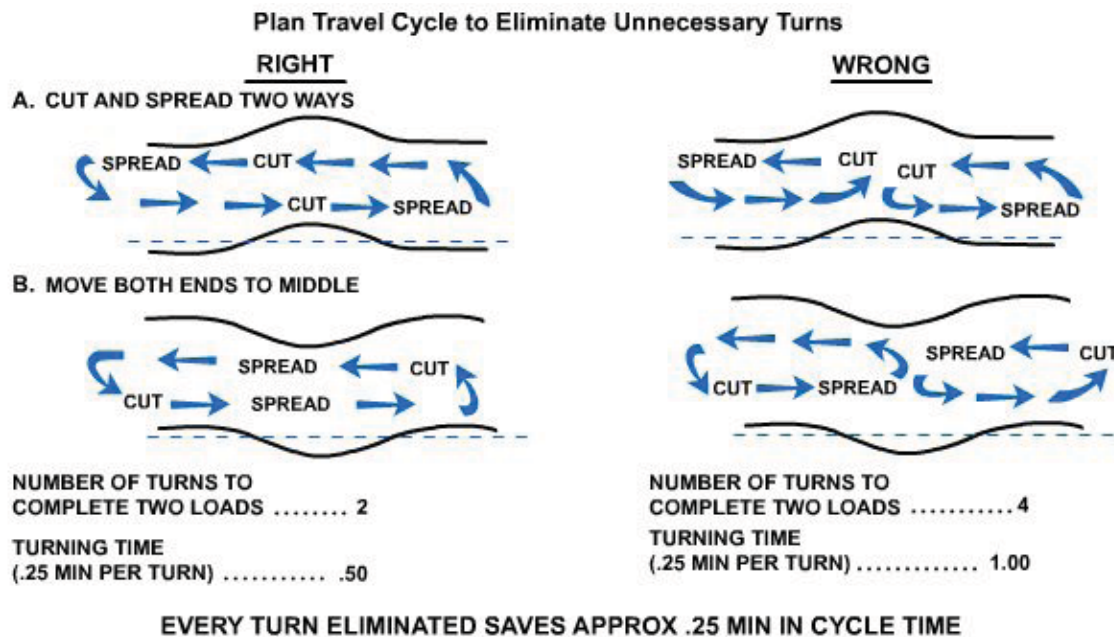 Plan Travel Cycle to Eliminate Unnecessary Turns
RIGHT
A. CUT AND SPREAD TWO WAYS
SPREAD CUT
CUT SPREAD
B. MOVE BOTH ENDS TO MIDDLE
SPREAD CUT
CUT SPREAD
NUMBER OF TURNS TO
COMPLETE TWO LOADS ........ 2
TURNING TIME
(.25 MIN PER TURN) ........... .50
WRONG
SPREAD CUT
CUT
SPREAD
SPREAD CUT
CUT SPREAD
NUMBER OF TURNS TO
COMPLETE TWO LOADS ........... 4
TURNING TIME
(.25 MIN PER TURN) ............. 1.00
EVERY TURN ELIMINATED SAVES APPROX .25 MIN IN CYCLE TIME